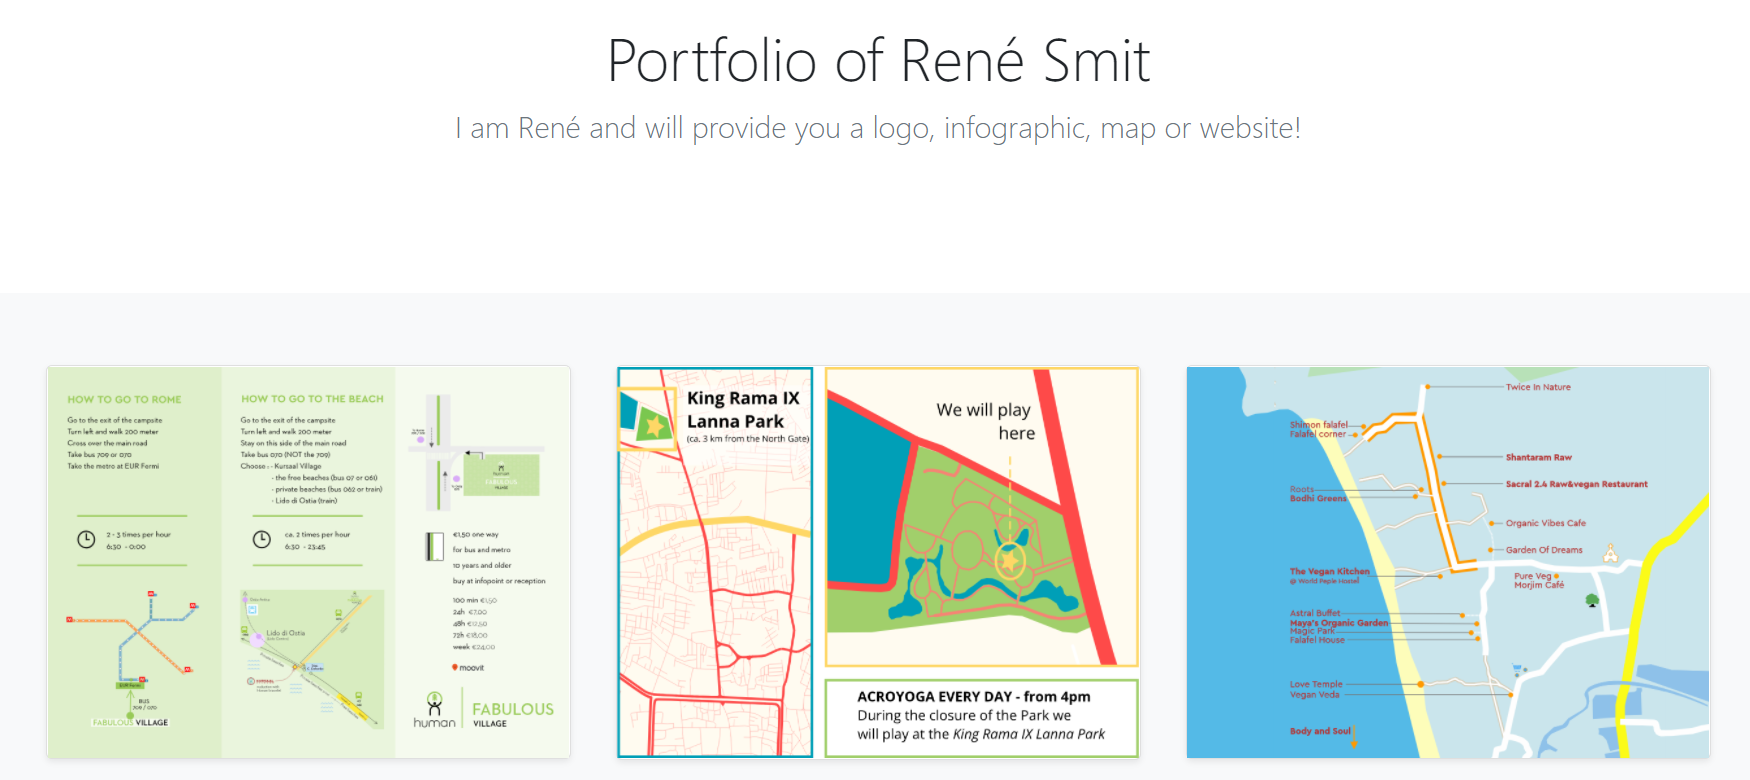 Portfolio of René Smit
I am René and will provide you a logo, infographic, map or website!
HOW TO GO TO ROME
Go to the exit of the campsite
Turn left and walk 200 meter
Cross over the main road
Take bus 709 or 070
Take the metro at EUR Fermi
2 - 3 times per hour
6:30 - 0:00
EUR Fermi
BUS
709 / 070
FABULOUS VILLAGE
HOW TO GO TO THE BEACH
Go to the exit of the campsite
Turn left and walk 200 meter
Stay on this side of the main road
Take bus 070 (NOT the 709)
Choose: - Kursaal Village
- the free beaches (bus 07 or 061)
- private beaches (bus 062 or train)
- Lido di Ostia (train)
ca. 2 times per hour
6:30 - 23:45
Lido di Ostia
FABULOUS
VILLAGE
€1,50 one way
for bus and metro
10 years and older
buy at infopoint or reception
100 min €1,50
24h €7,00
48h €12,50
72h €18,00
week €24,00
moovit
human
FABULOUS
VILLAGE
King Rama IX
Lanna Park
(ca. 3 km from the North Gate)
We will play
here
ACROYOGA EVERY DAY - from 4pm
During the closure of the Park we
will play at the King Rama IX Lanna Park
Twice In Nature
Shimon falafel
Falafel corner
Shantaram Raw
Sacral 2.4 Raw&vegan Restaurant
Roots
Bodhi Greens
Organic Vibes Cafe
Garden Of Dreams
The Vegan Kitchen
@ World Peple Hostel
Pure Veg
Morjim Café
Astral Buffet
Maya's Organic Garden
Magic Park
Falafel House
Love Temple
Vegan Veda
Body and Soul